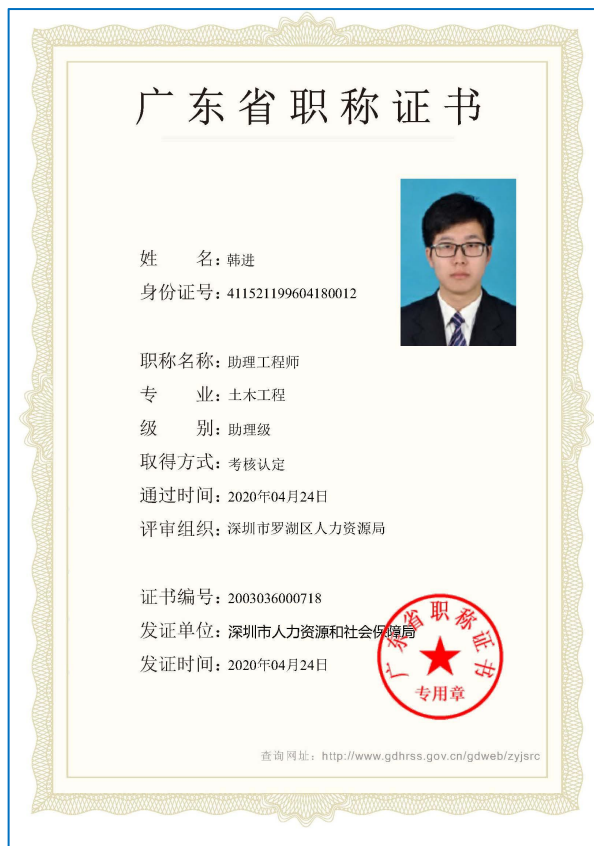 广东省职称证书
姓　　名：韩进
身份证号：411521199604180012
职称名称：助理工程师
专　　业：土木工程
级　　别：助理级
取得方式：考核认定
通过时间：2020年04月24日
评审组织：深圳市罗湖区人力资源局
证书编号：2003036000718
发证单位：深圳市人力资源和社会保障局
发证时间：2020年04月24日
广东省职称证书
专用章
查询网址：http://www.gdhrss.gov.cn/gdweb/zyjsrc